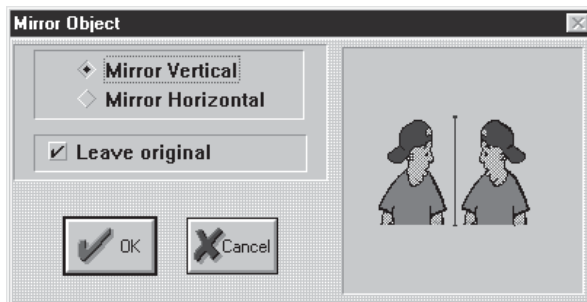 Mirror Object
Mirror Vertical
Mirror Horizontal
Leave original
OK
Cancel